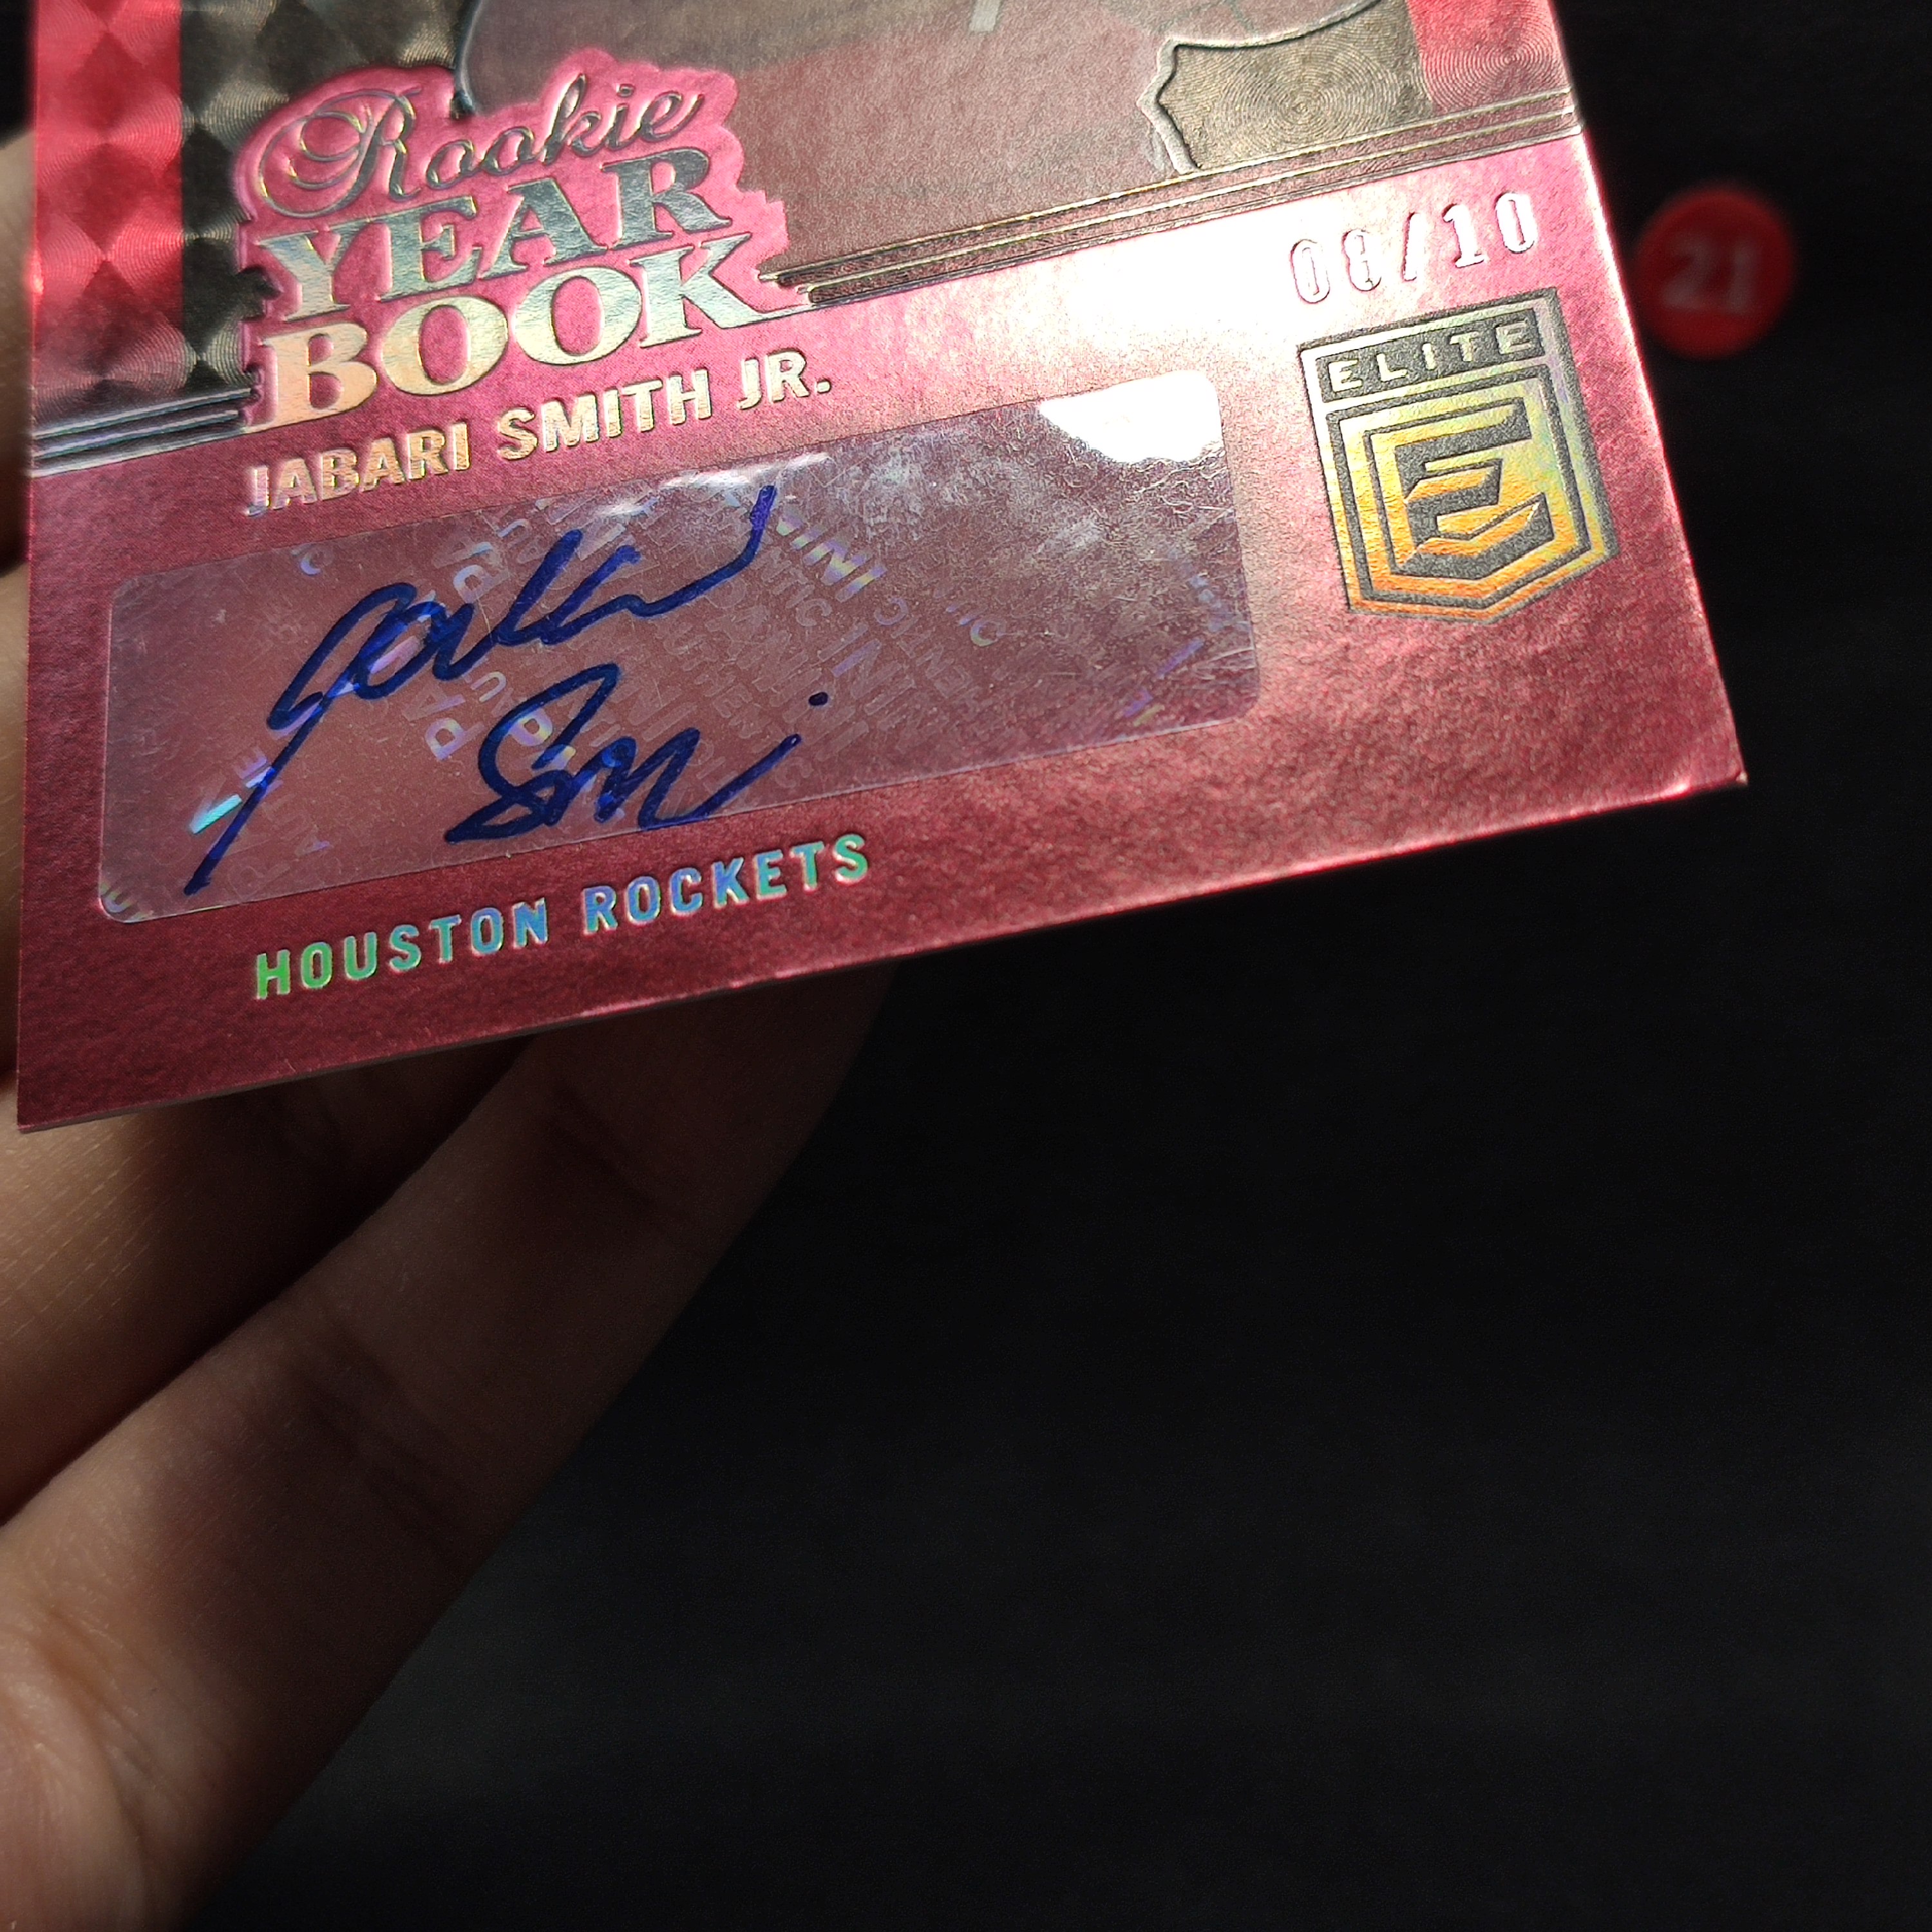 Rookie
YEAR
BOOK
08/10
21
ELITE
E
JABARI SMITH JR.
HOUSTON ROCKETS